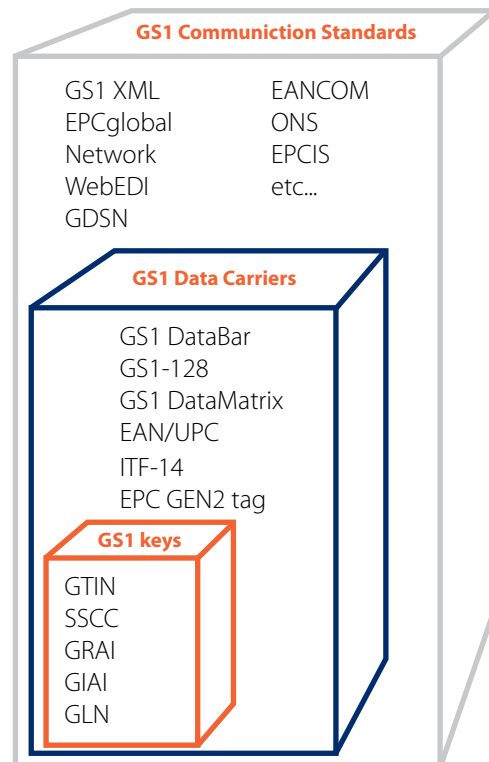 GS1 Communiction Standards
GS1 XML
EPCglobal
Network
WebEDI
GDSN
EANCOM
ONS
EPCIS
etc...
GS1 Data Carriers
GS1 DataBar
GS1-128
GS1 DataMatrix
EAN/UPC
ITF-14
EPC GEN2 tag
GS1 keys
GTIN
SSCC
GRAI
GIAI
GLN